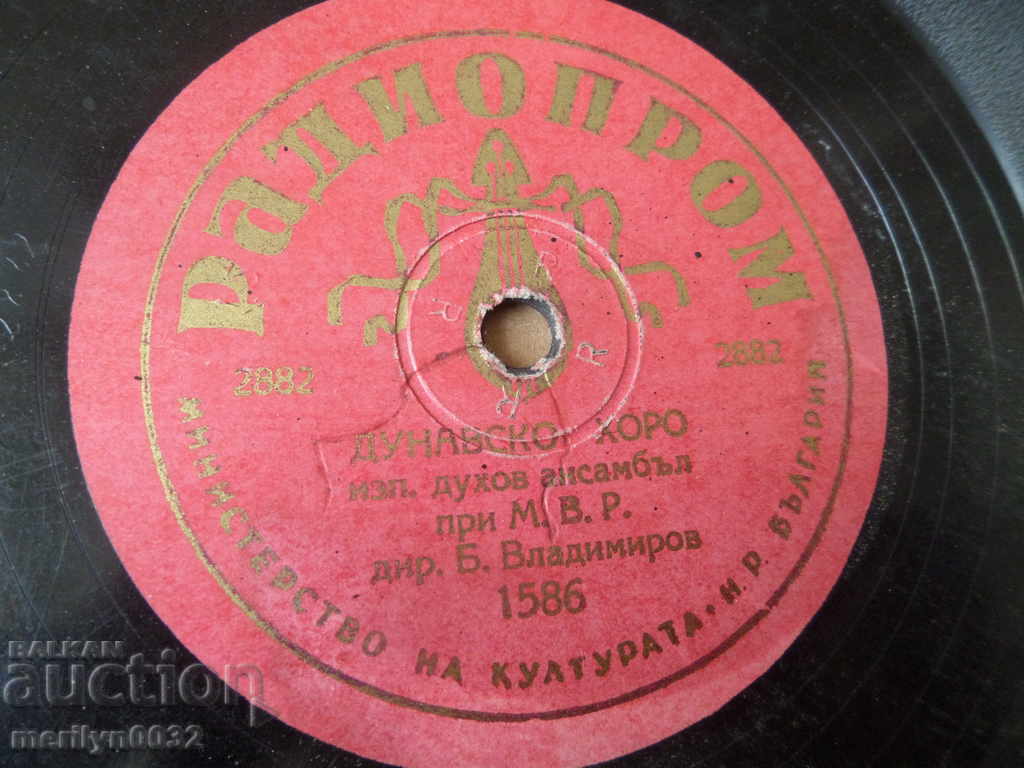 РАДИОПРОМ
2882
2882
R R R R
ДУНАВСКО ХОРО
изп. духов ансамбъл
при М. В. Р.
дир. Б. Владимиров
1586
МИНИСТЕРСТВО НА КУЛТУРАТА · Н. Р. БЪЛГАРИЯ
BALKAN
auction
merilyn0032